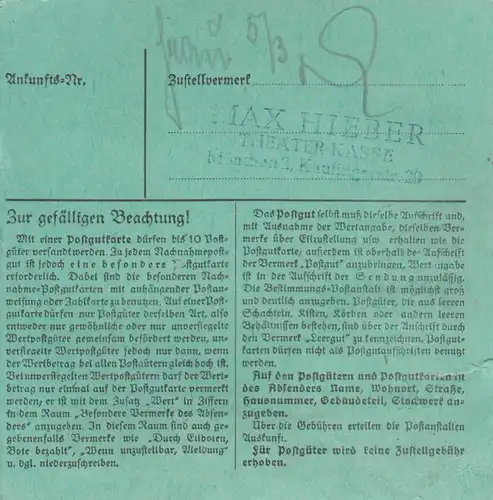 5/3
Ankunfts-Nr.
Zustellvermerk
MAX HIEBER
THEATER KASSE
München 2, Kaufingerstr. 20
Zur gefälligen Beachtung!
Mit einer Postgutkarte dürfen bis 10 Post-
güter versandt werden. Zu jedem Nachnahmepost-
gut ist jedoch eine besondere Postgutkarte
erforderlich. Dabei sind die besonderen Nach-
nahme-Postgutkarten mit anhängender Postan-
weisung oder Zahlkarte zu benutzen. Auf einer Post-
gutkarte dürfen nur Postgüter derselben Art, also
entweder nur gewöhnliche oder nur unversiegelte
Wertpostgüter gemeinsam befördert werden, un-
versiegelte Wertpostgüter jedoch nur dann, wenn
der Wertbetrag bei allen Postgütern gleich hoch ist.
Bei unversiegelten Wertpostgütern darf der Wert-
betrag nur einmal auf der Postgutkarte vermerkt
werden, er ist mit dem Zusatz „Wert“ in Ziffern
in dem Raum „Besondere Vermerke des Absen-
ders“ anzugeben. In diesem Raum sind auch ge-
gebenenfalls Vermerke wie „Durch Eilboten,
Bote bezahlt“, „Wenn unzustellbar, Meldung“
u. dgl. niederzuschreiben.
Das Postgut selbst muß dieselbe Aufschrift und,
mit Ausnahme der Wertangabe, dieselben Ver-
merke über Eilzustellung usw. erhalten wie die
Postgutkarte; außerdem ist oberhalb der Aufschrift
der Vermerk „Postgut“ anzubringen. Wertangabe
ist in der Aufschrift der Sendung unzulässig.
Die Bestimmungs-Postanstalt ist möglichst groß
und deutlich anzugeben. Postgüter, die aus leeren
Schachteln, Kisten, Körben oder andern leeren
Behältnissen bestehen, sind über der Anschrift durch
den Vermerk „Leergut“ zu kennzeichnen. Postgut-
karten dürfen nicht als Postgutaufschriften benutzt
werden.
Auf den Postgütern und Postgutkarten ist
des Absenders Name, Wohnort, Straße,
Hausnummer, Gebäudeteil, Stockwerk an-
zugeben.
Über die Gebühren erteilen die Postanstalten
Auskunft.
Für Postgüter wird keine Zustellgebühr
erhoben.